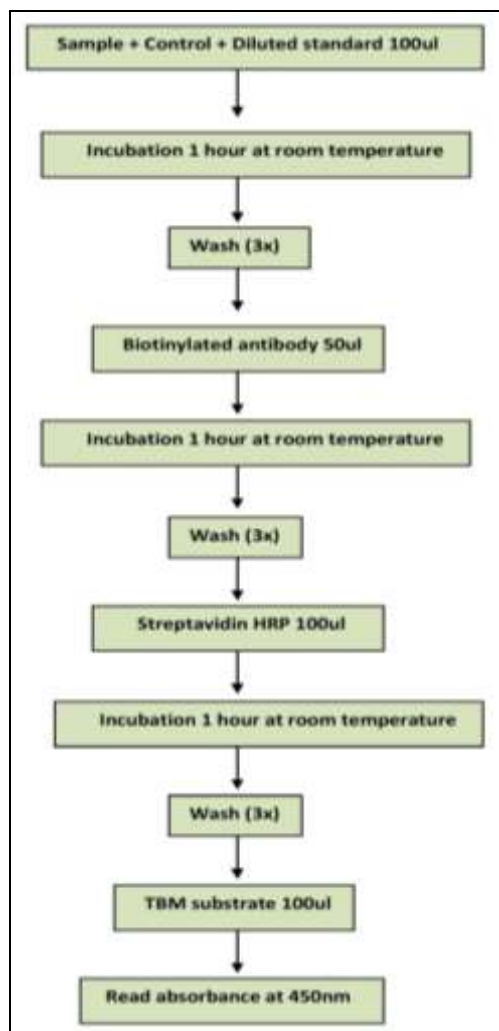 Sample + Control + Diluted standard 100ul
Incubation 1 hour at room temperature
Wash (3x)
Biotinylated antibody 50ul
Incubation 1 hour at room temperature
Wash (3x)
Streptavidin HRP 100ul
Incubation 1 hour at room temperature
Wash (3x)
TBM substrate 100ul
Read absorbance at 450nm